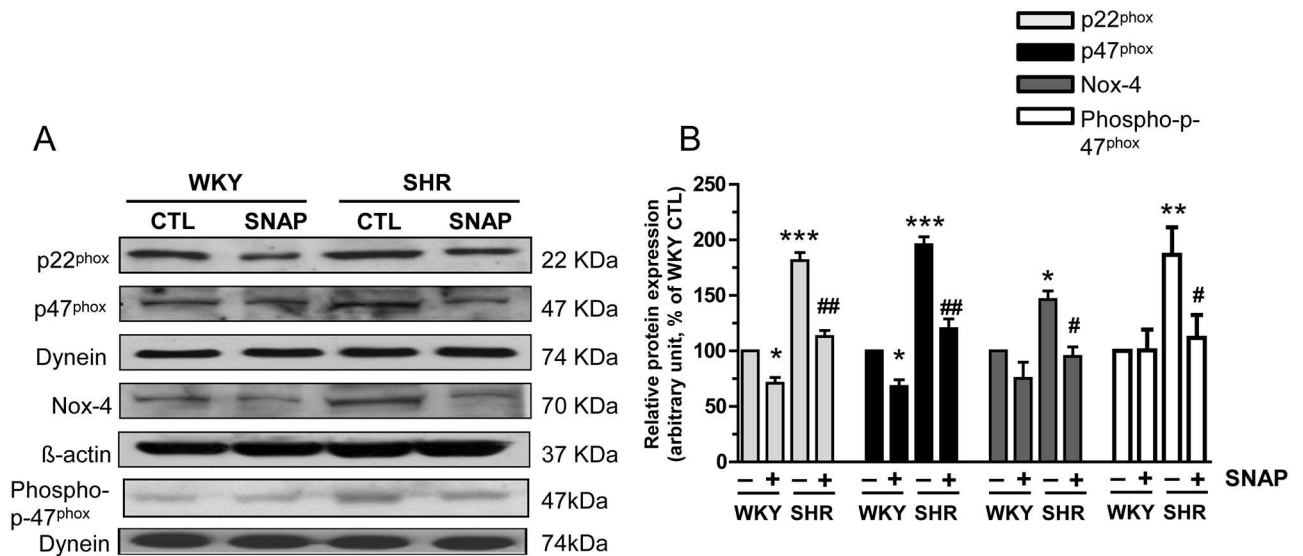 p22phox
p47phox
Nox-4
Phospho-p-
47phox
A
WKY SHR
CTL SNAP CTL SNAP
p22phox 22 KDa
p47phox 47 KDa
Dynein 74 KDa
Nox-4 70 KDa
ß-actin 37 KDa
Phospho-
p-47phox 47kDa
Dynein 74kDa
B
Relative protein expression
(arbitrary unit, % of WKY CTL)
250
200
150
100
50
0
* *** ## * *** ## * # ** #
– + – + – + – + – + – + – + – + SNAP
WKY SHR WKY SHR WKY SHR WKY SHR